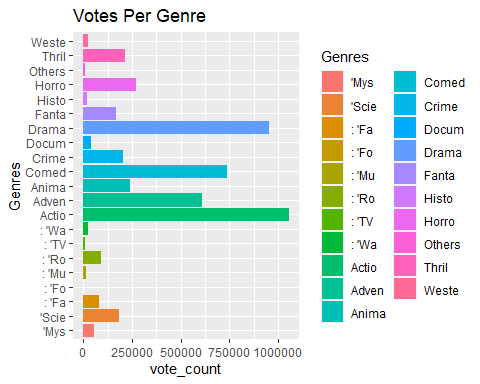 Votes Per Genre
Genres
Weste
Thril
Others
Horro
Histo
Fanta
Drama
Docum
Crime
Comed
Anima
Adven
Actio
: 'Wa
: 'TV
: 'Ro
: 'Mu
: 'Fo
: 'Fa
'Scie
'Mys
0 250000 500000 750000 1000000
vote_count
Genres
'Mys
'Scie
: 'Fa
: 'Fo
: 'Mu
: 'Ro
: 'TV
: 'Wa
Actio
Adven
Anima
Comed
Crime
Docum
Drama
Fanta
Histo
Horro
Others
Thril
Weste